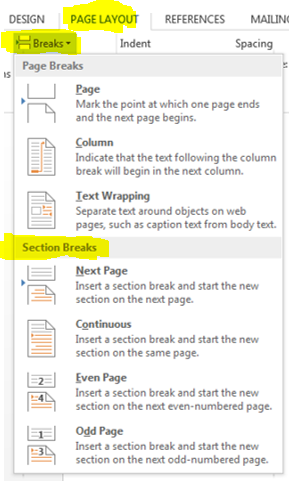 DESIGN PAGE LAYOUT REFERENCES MAILING
Breaks Indent Spacing
Page Breaks
Page
Mark the point at which one page ends
and the next page begins.
Column
Indicate that the text following the column
break will begin in the next column.
Text Wrapping
Separate text around objects on web
pages, such as caption text from body text.
Section Breaks
Next Page
Insert a section break and start the new
section on the next page.
Continuous
Insert a section break and start the new
section on the same page.
2
4
Even Page
Insert a section break and start the new
section on the next even-numbered page.
1
3
Odd Page
Insert a section break and start the new
section on the next odd-numbered page.